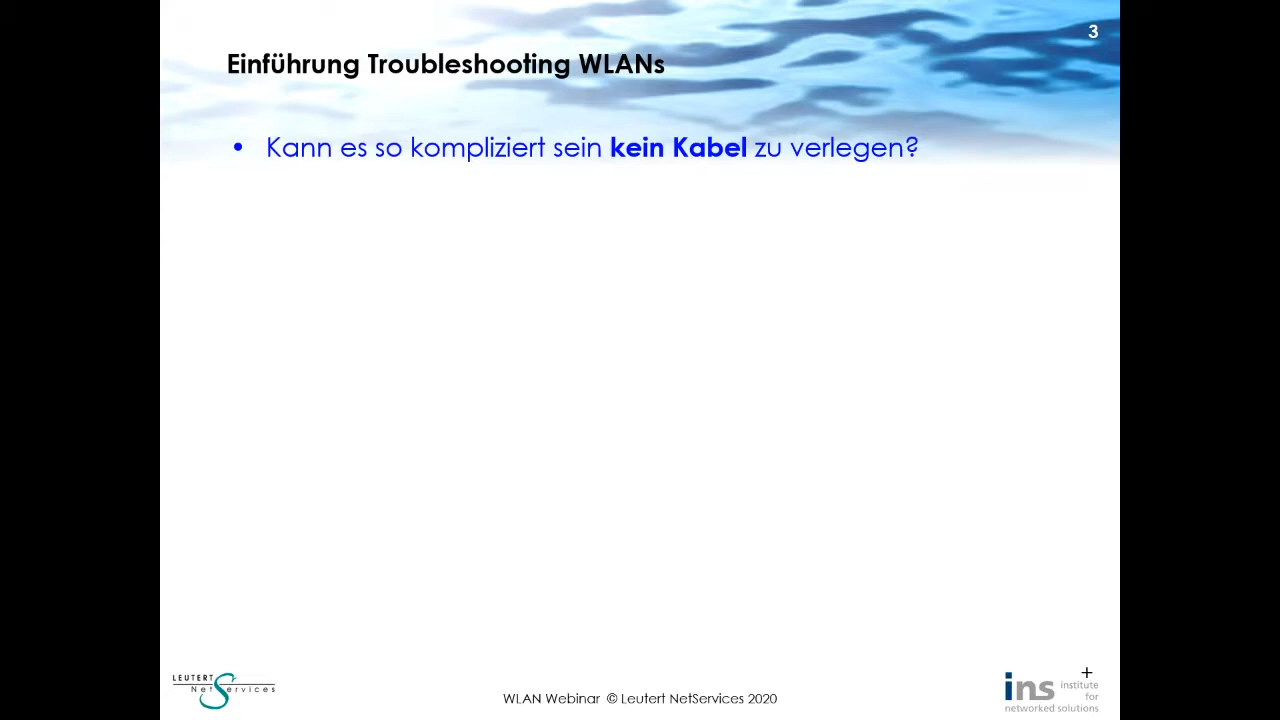 3
Einführung Troubleshooting WLANs
• Kann es so kompliziert sein kein Kabel zu verlegen?
LEUTERT
NetServices
WLAN Webinar © Leutert NetServices 2020
ins institute
for
networked solutions